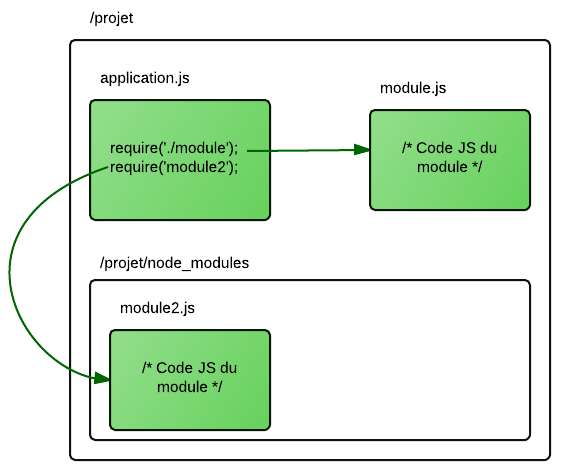 /projet
application.js
module.js
require('./module');
require('module2');
/* Code JS du
module */
/projet/node_modules
module2.js
/* Code JS du
module */